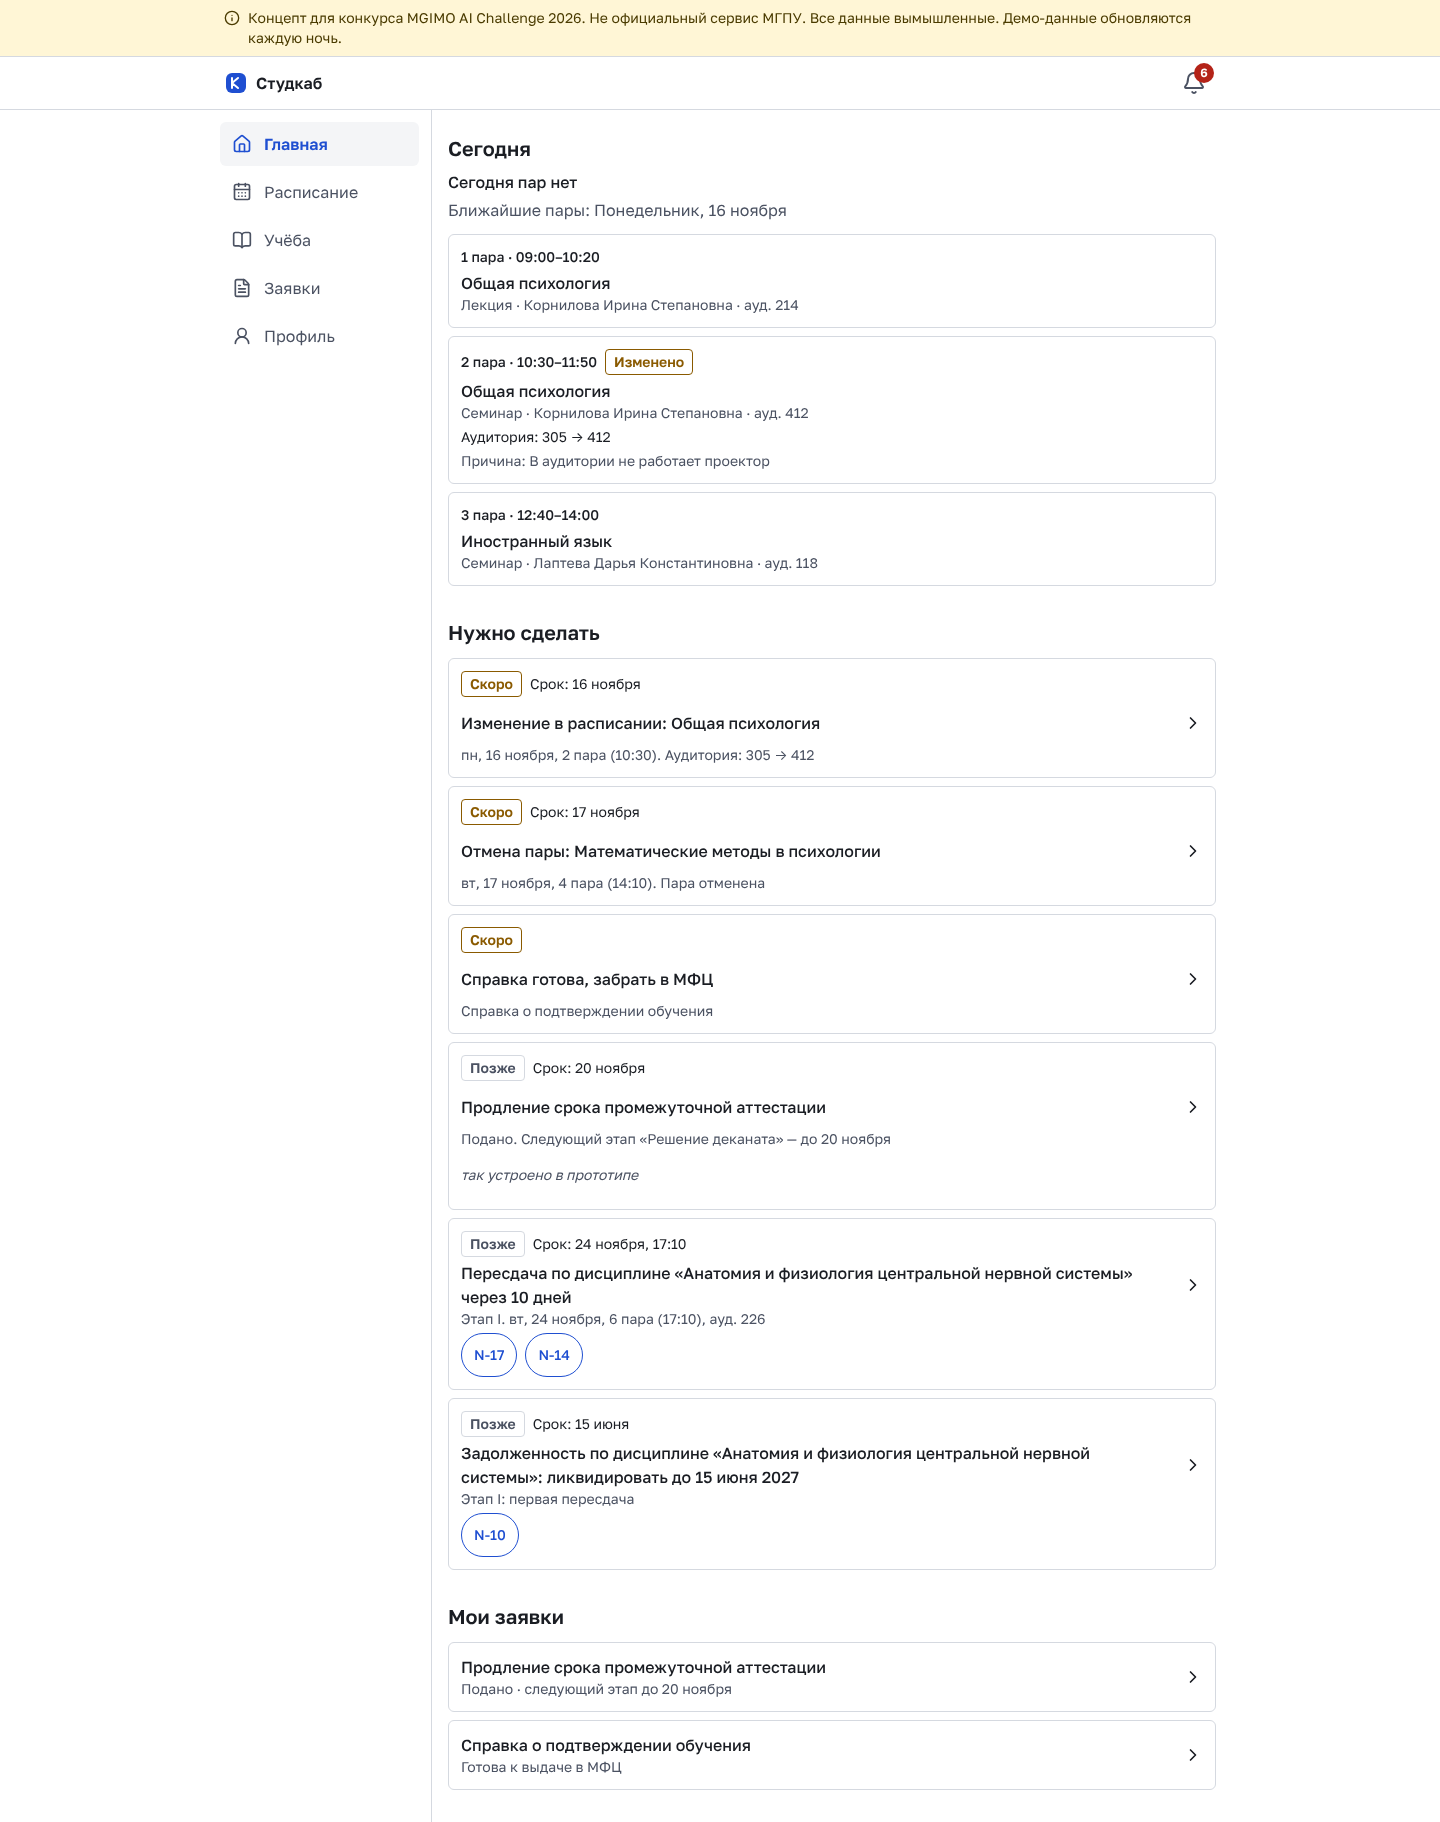 Концепт для конкурса MGIMO AI Challenge 2026. Не официальный сервис МГПУ. Все данные вымышленные. Демо-данные обновляются
каждую ночь.
Студкаб
6
Главная
Расписание
Учёба
Заявки
Профиль
Сегодня
Сегодня пар нет
Ближайшие пары: Понедельник, 16 ноября
1 пара · 09:00–10:20
Общая психология
Лекция · Корнилова Ирина Степановна · ауд. 214
2 пара · 10:30–11:50 Изменено
Общая психология
Семинар · Корнилова Ирина Степановна · ауд. 412
Аудитория: 305 → 412
Причина: В аудитории не работает проектор
3 пара · 12:40–14:00
Иностранный язык
Семинар · Лаптева Дарья Константиновна · ауд. 118
Нужно сделать
Скоро Срок: 16 ноября
Изменение в расписании: Общая психология
пн, 16 ноября, 2 пара (10:30). Аудитория: 305 → 412
Скоро Срок: 17 ноября
Отмена пары: Математические методы в психологии
вт, 17 ноября, 4 пара (14:10). Пара отменена
Скоро
Справка готова, забрать в МФЦ
Справка о подтверждении обучения
Позже Срок: 20 ноября
Продление срока промежуточной аттестации
Подано. Следующий этап «Решение деканата» — до 20 ноября
так устроено в прототипе
Позже Срок: 24 ноября, 17:10
Пересдача по дисциплине «Анатомия и физиология центральной нервной системы»
через 10 дней
Этап I. вт, 24 ноября, 6 пара (17:10), ауд. 226
N-17 N-14
Позже Срок: 15 июня
Задолженность по дисциплине «Анатомия и физиология центральной нервной
системы»: ликвидировать до 15 июня 2027
Этап I: первая пересдача
N-10
Мои заявки
Продление срока промежуточной аттестации
Подано · следующий этап до 20 ноября
Справка о подтверждении обучения
Готова к выдаче в МФЦ